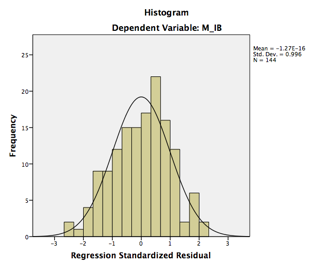 Histogram
Dependent Variable: M_IB
Mean = -1.27E-16
Std. Dev. = 0.996
N = 144
25
20
15
10
5
0
Frequency
-3 -2 -1 0 1 2 3
Regression Standardized Residual